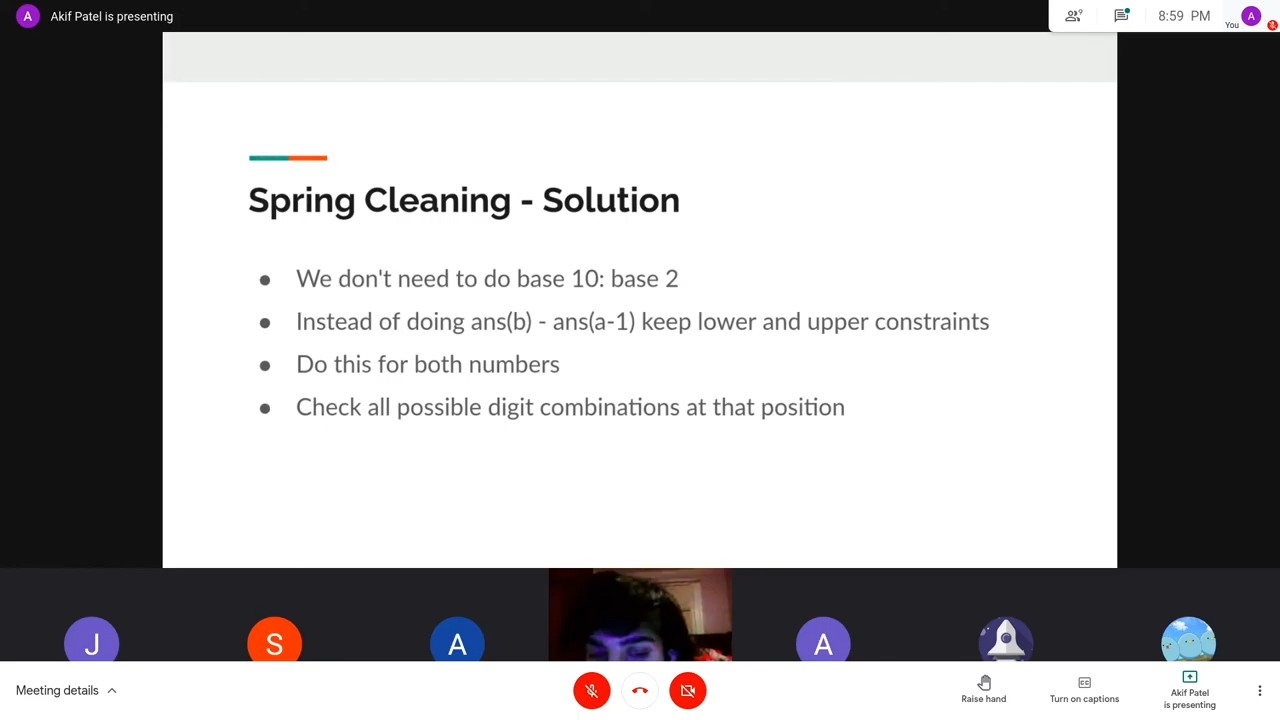 A Akif Patel is presenting
9
8:59 PM
You
A
Spring Cleaning - Solution
● We don't need to do base 10: base 2
● Instead of doing ans(b) - ans(a-1) keep lower and upper constraints
● Do this for both numbers
● Check all possible digit combinations at that position
J
S
A
A
Meeting details
Raise hand
CC
Turn on captions
Akif Patel
is presenting